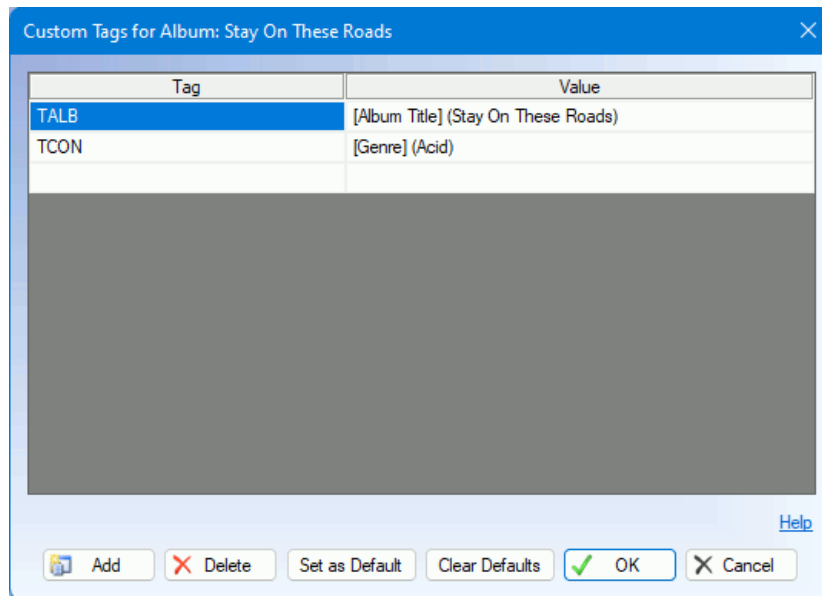 Custom Tags for Album: Stay On These Roads
Tag Value
TALB [Album Title] (Stay On These Roads)
TCON [Genre] (Acid)
Help
Add Delete Set as Default Clear Defaults OK Cancel